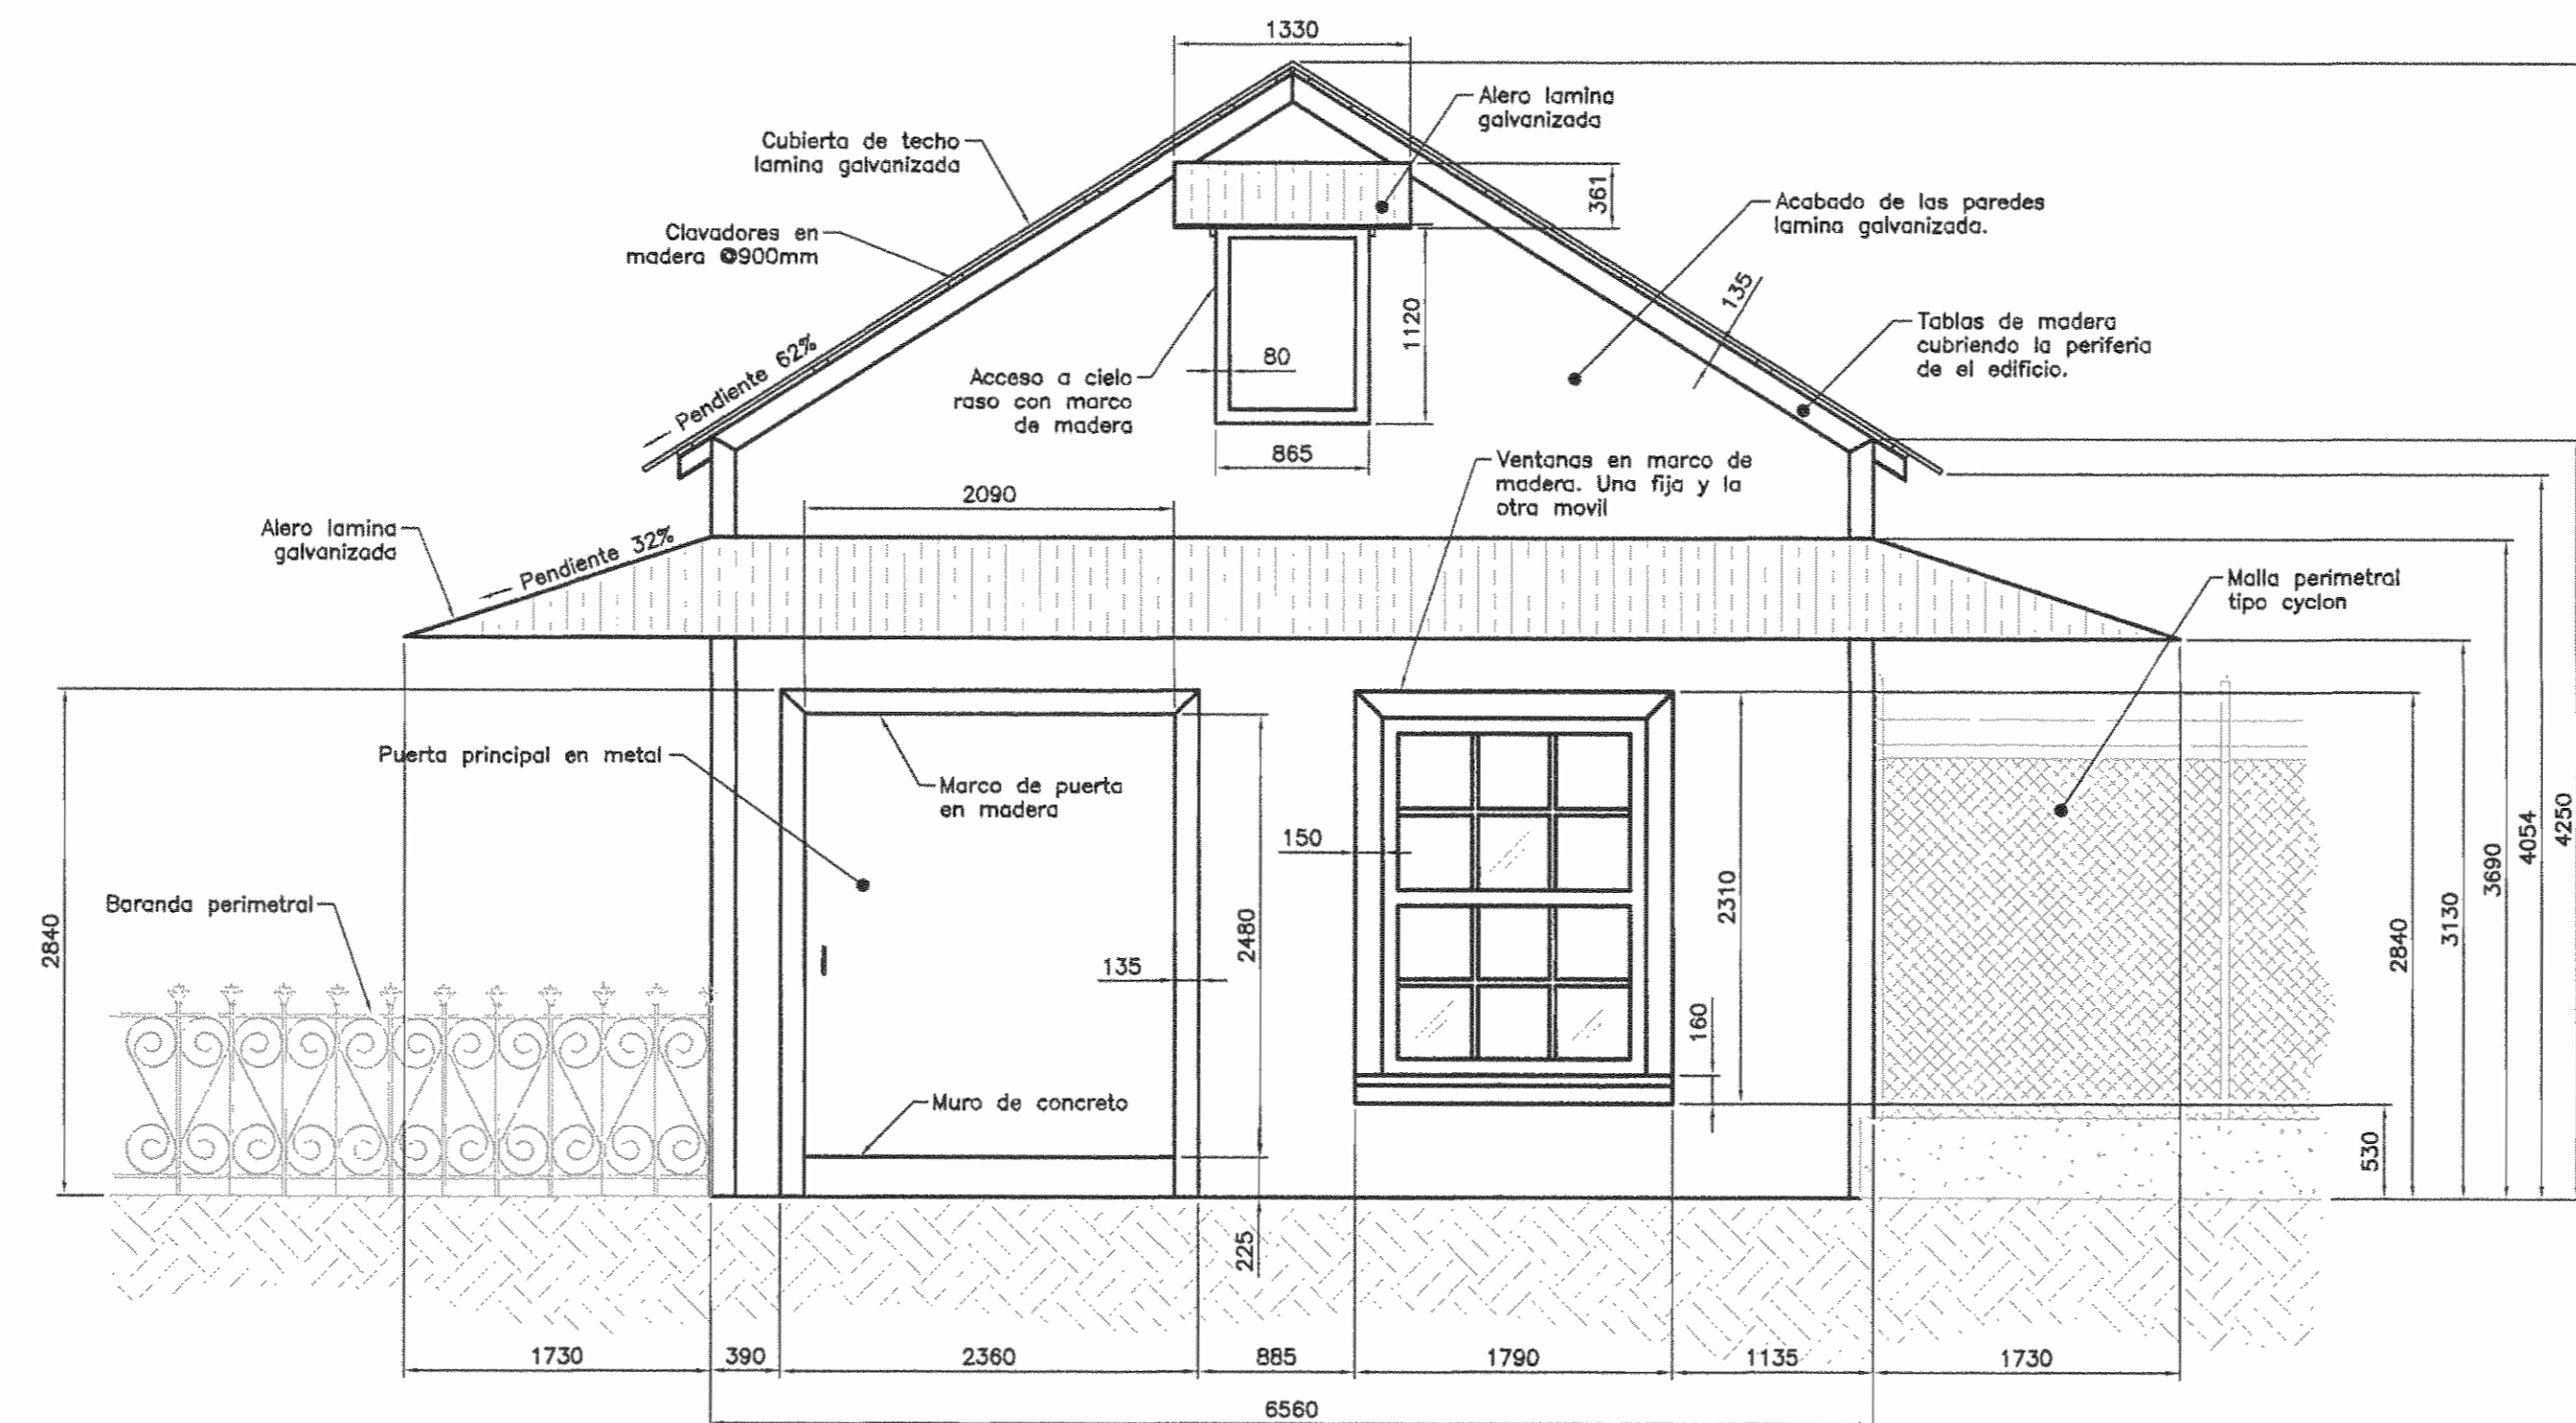 1330
Alero lamina
galvanizada
Cubierta de techo
lamina galvanizada
361
Acabado de las paredes
lamina galvanizada.
Clavadores en
madera @900mm
135
1120
Tablas de madera
cubriendo la periferia
de el edificio.
Pendiente 62%
80
Acceso a cielo
raso con marco
de madera
865
Ventanas en marco de
madera. Una fija y la
otra movil
2090
Alero lamina
galvanizada
Pendiente 32%
Malla perimetral
tipo cyclon
Puerta principal en metal
Marco de puerta
en madera
150
4250
4054
3690
3130
2840
2310
2480
135
Baranda perimetral
2840
160
Muro de concreto
530
225
1730
390
2360
885
1790
1135
1730
6560